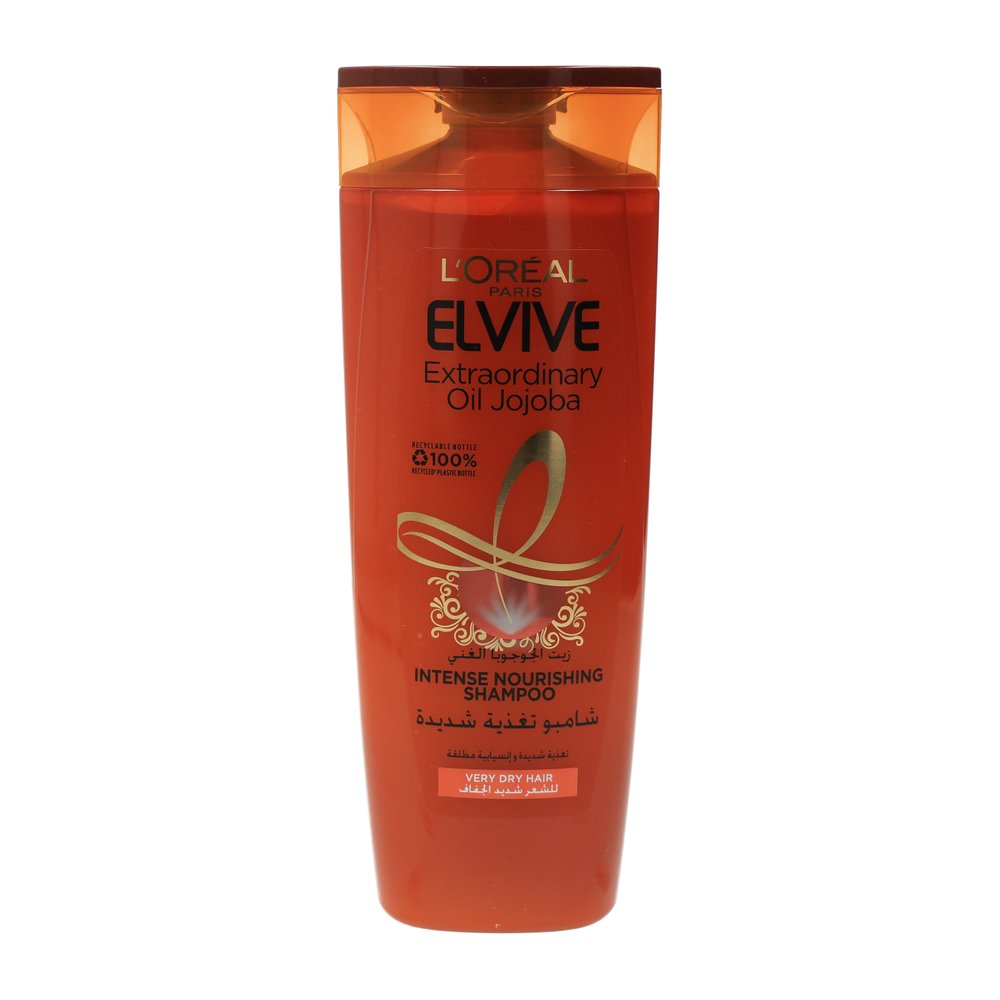 L'ORÉAL
PARIS
ELVIVE
Extraordinary
Oil Jojoba
RECYCLABLE BOTTLE
100%
RECYCLED² PLASTIC BOTTLE
زيت الجوجوبا الغني
INTENSE NOURISHING
SHAMPOO
شامبو تغذية شديدة
تغذية شديدة وإنسيابية مطلقة
VERY DRY HAIR
للشعر شديد الجفاف